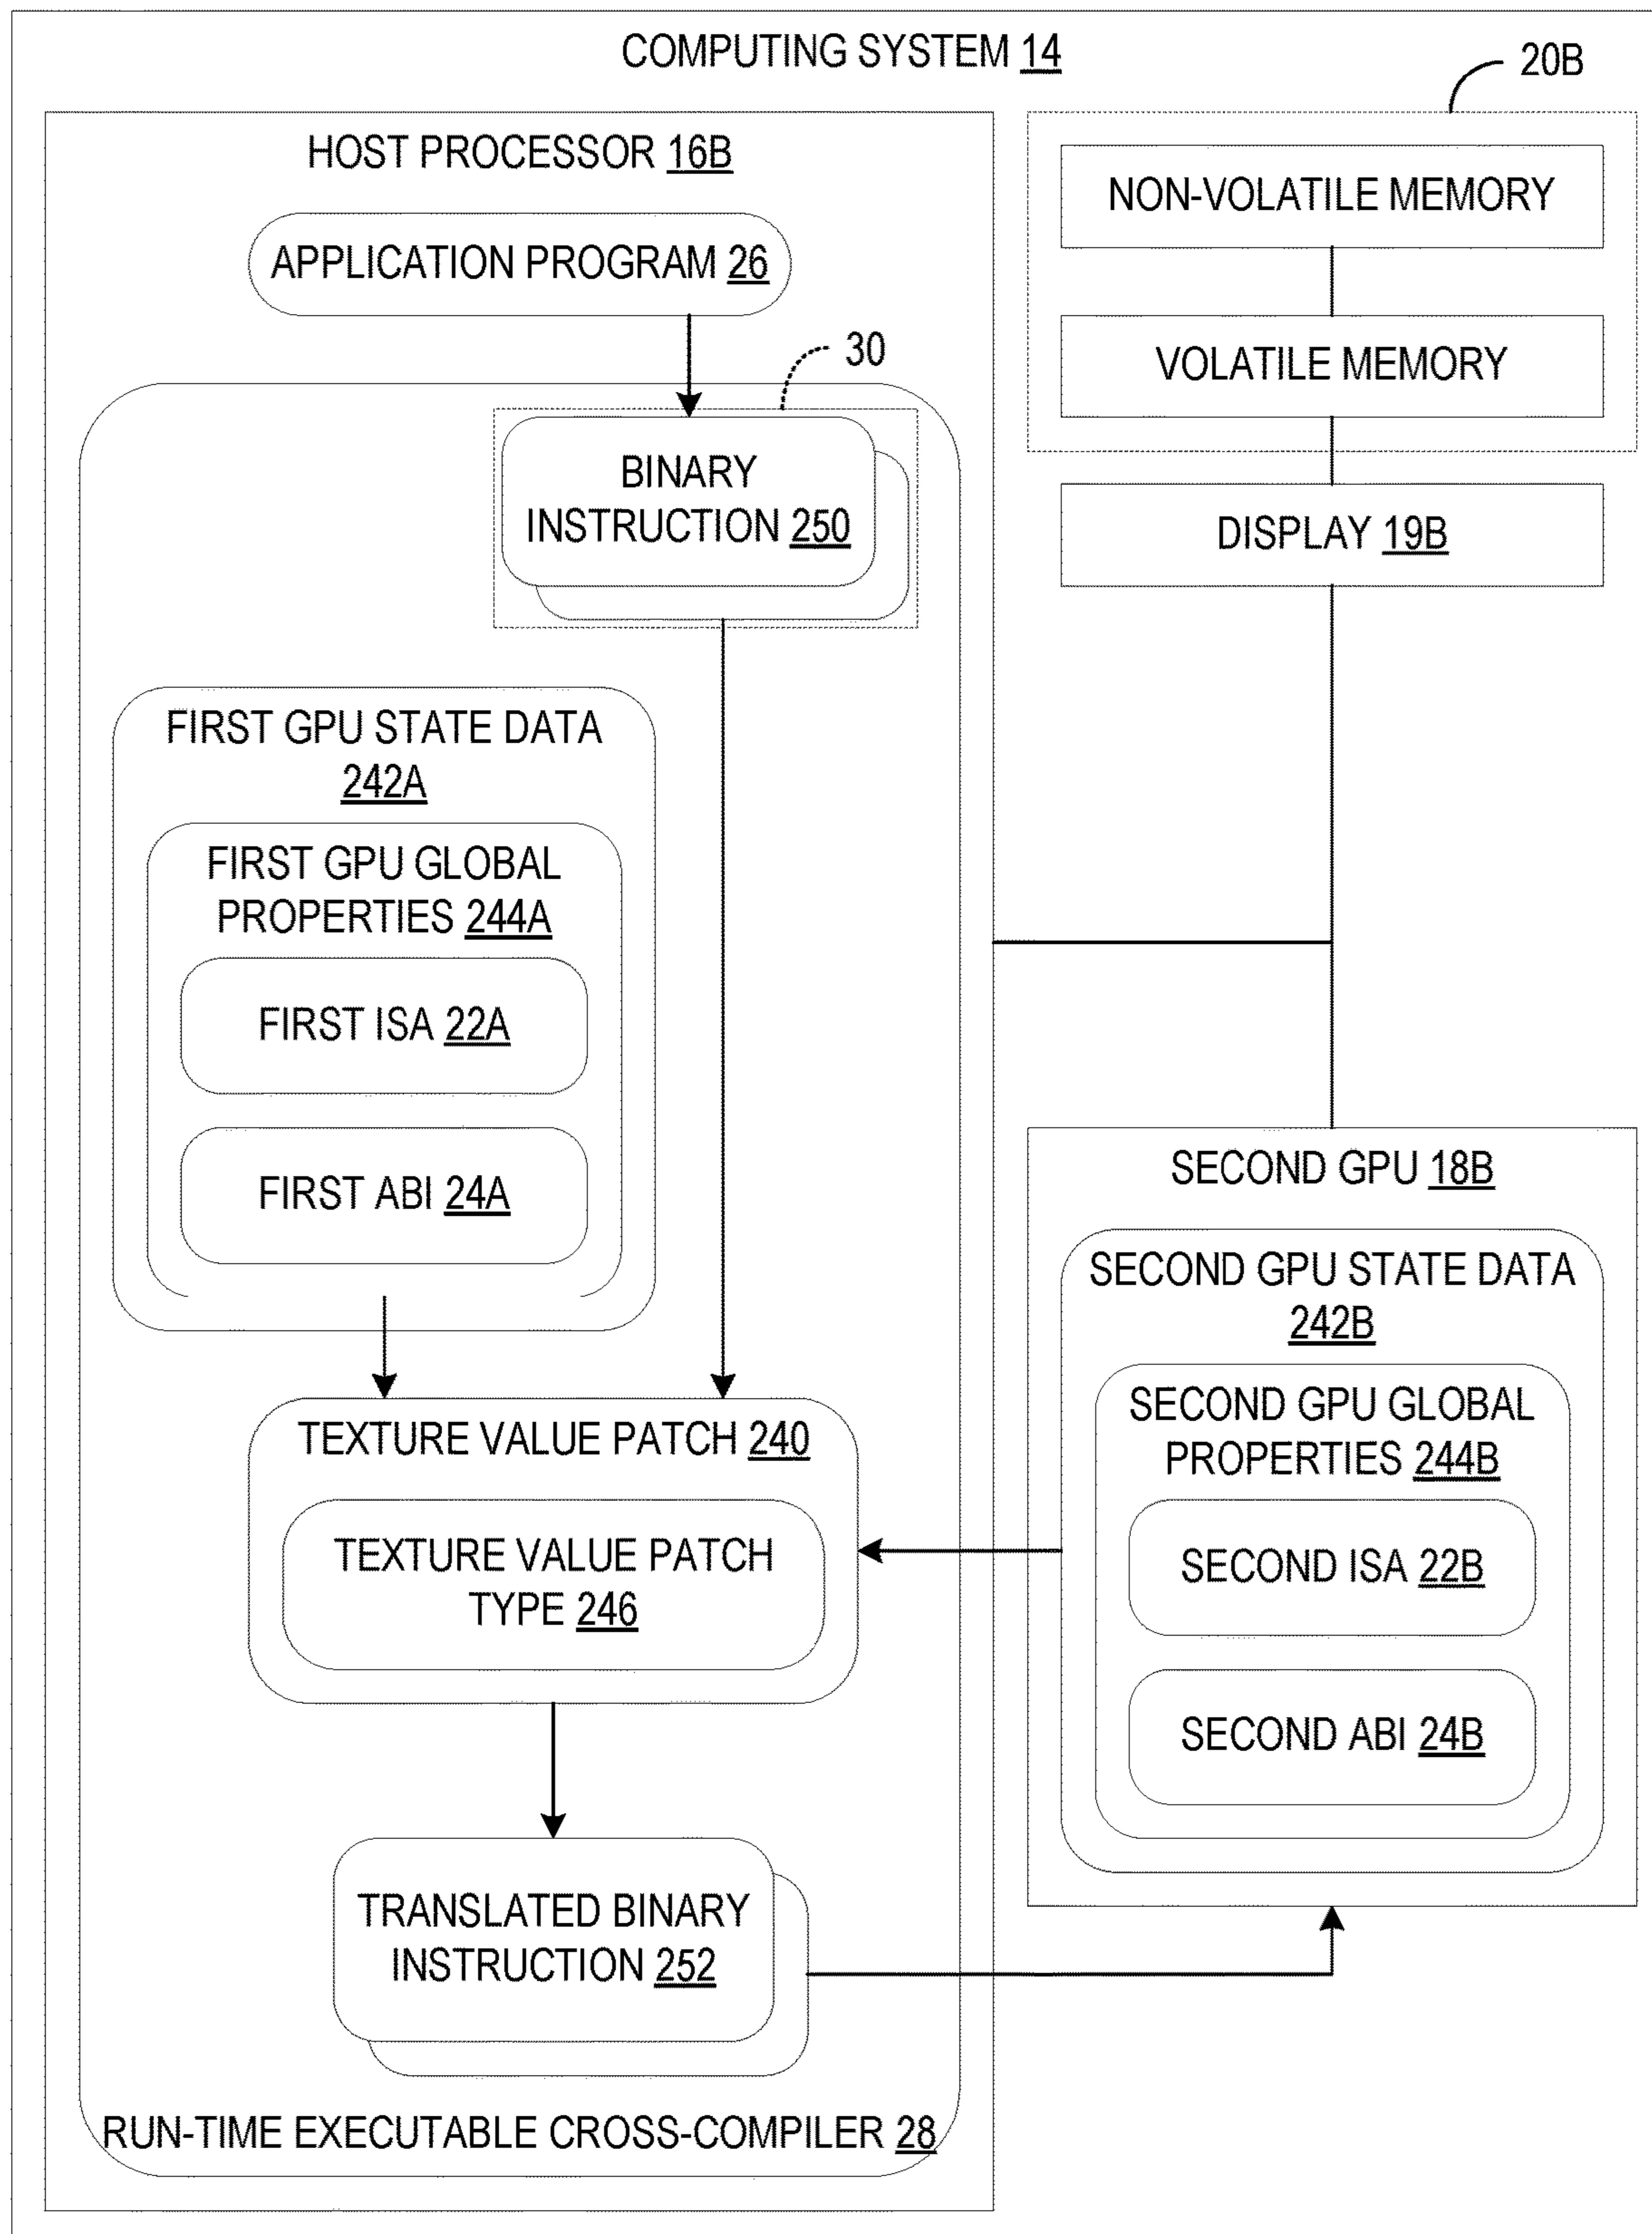 COMPUTING SYSTEM 14
20B
HOST PROCESSOR 16B
APPLICATION PROGRAM 26
30
BINARY
INSTRUCTION 250
FIRST GPU STATE DATA
242A
FIRST GPU GLOBAL
PROPERTIES 244A
FIRST ISA 22A
FIRST ABI 24A
TEXTURE VALUE PATCH 240
TEXTURE VALUE PATCH
TYPE 246
TRANSLATED BINARY
INSTRUCTION 252
RUN-TIME EXECUTABLE CROSS-COMPILER 28
NON-VOLATILE MEMORY
VOLATILE MEMORY
DISPLAY 19B
SECOND GPU 18B
SECOND GPU STATE DATA
242B
SECOND GPU GLOBAL
PROPERTIES 244B
SECOND ISA 22B
SECOND ABI 24B